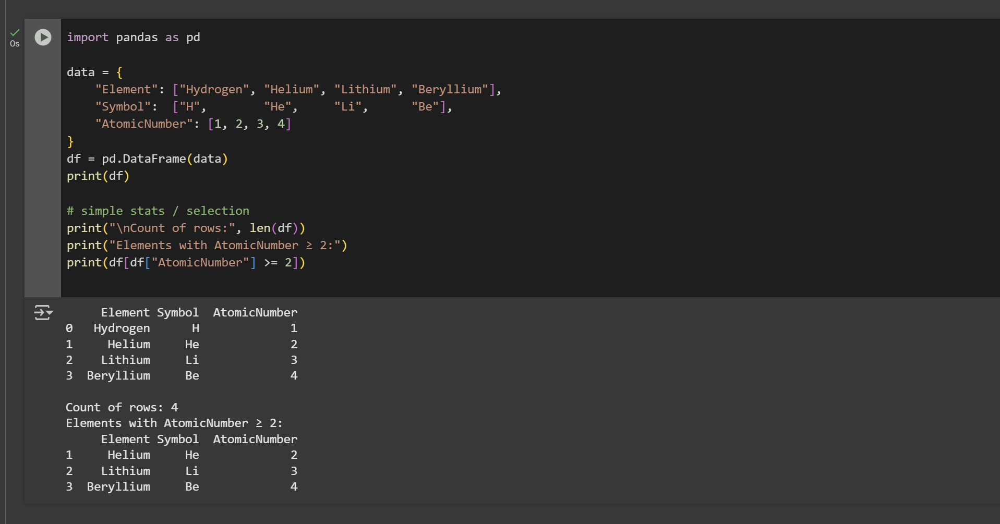 0s
import pandas as pd
data = {
    "Element": ["Hydrogen", "Helium", "Lithium", "Beryllium"],
    "Symbol":  ["H",        "He",     "Li",      "Be"],
    "AtomicNumber": [1, 2, 3, 4]
}
df = pd.DataFrame(data)
print(df)
# simple stats / selection
print("\nCount of rows:", len(df))
print("Elements with AtomicNumber ≥ 2:")
print(df[df["AtomicNumber"] >= 2])
     Element Symbol  AtomicNumber
0   Hydrogen      H             1
1     Helium     He             2
2    Lithium     Li             3
3  Beryllium     Be             4
Count of rows: 4
Elements with AtomicNumber ≥ 2:
     Element Symbol  AtomicNumber
1     Helium     He             2
2    Lithium     Li             3
3  Beryllium     Be             4